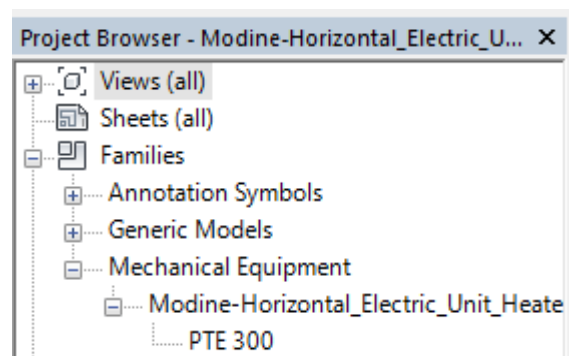 Project Browser - Modine-Horizontal_Electric_U...
Views (all)
Sheets (all)
Families
Annotation Symbols
Generic Models
Mechanical Equipment
Modine-Horizontal_Electric_Unit_Heate
PTE 300